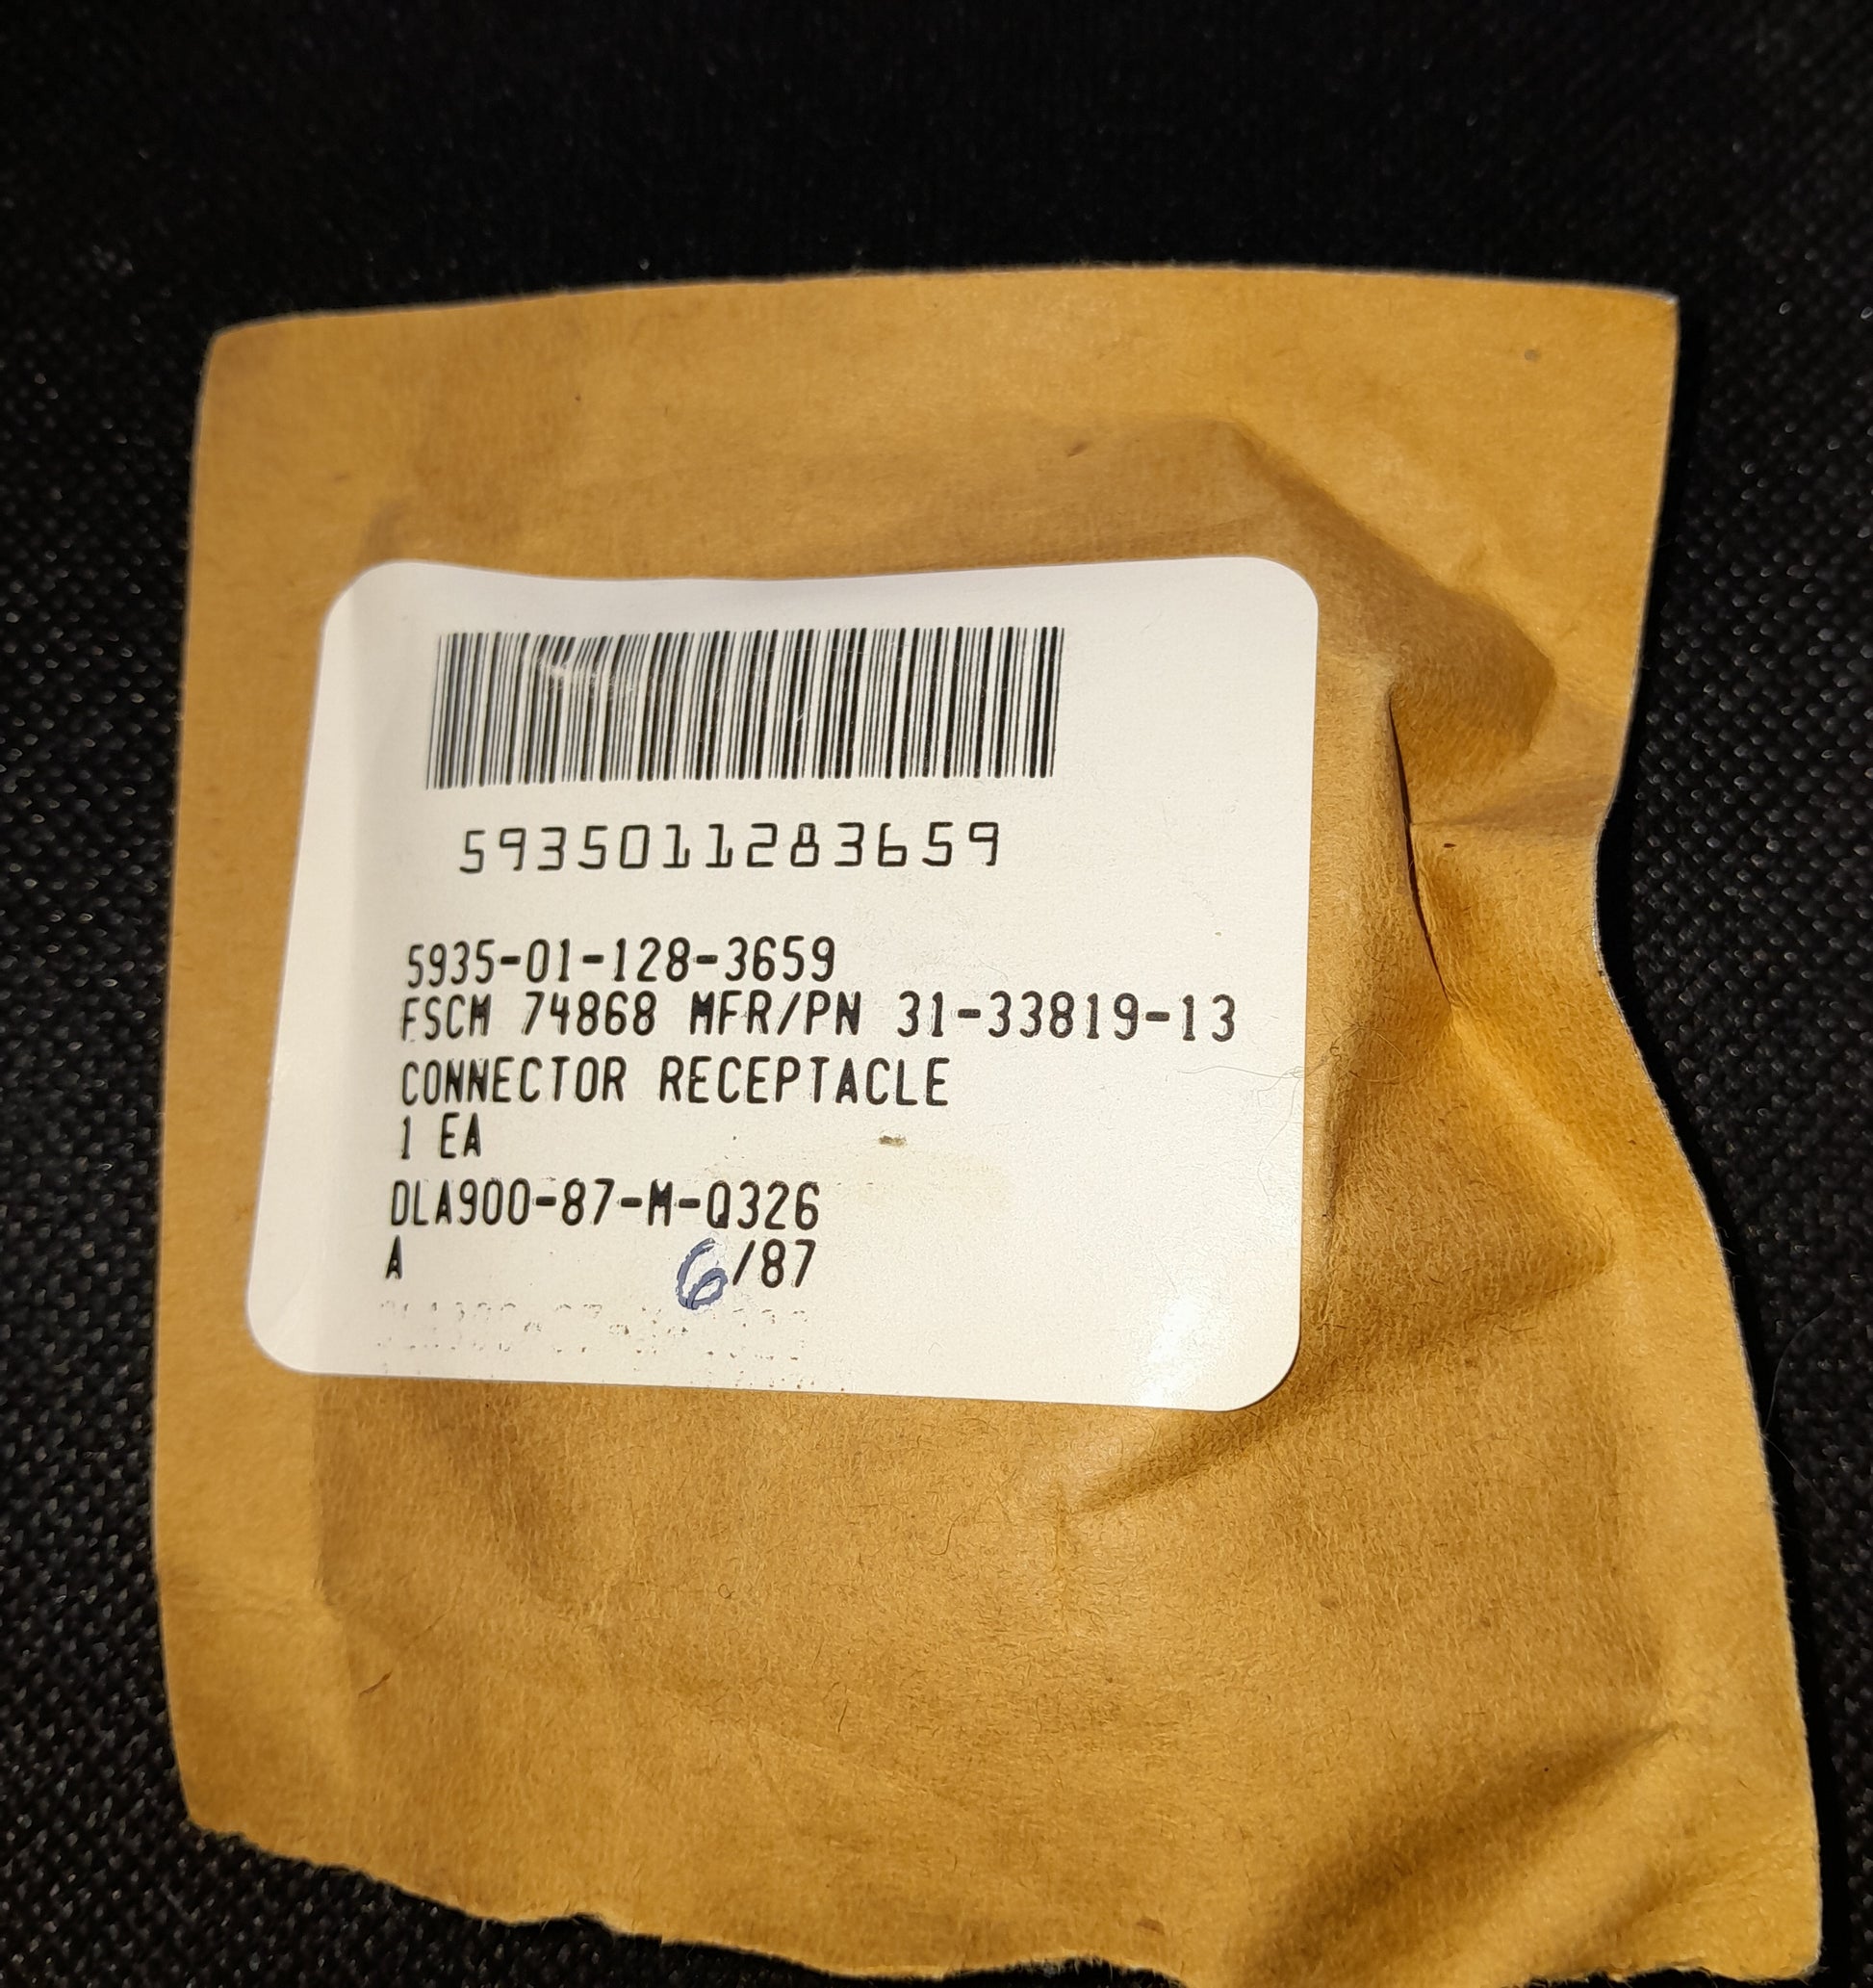 5935011283659
5935-01-128-3659
FSCM 74868 MFR/PN 31-33819-13
CONNECTOR RECEPTACLE
1 EA
DLA900-87-M-Q326
A 6/87